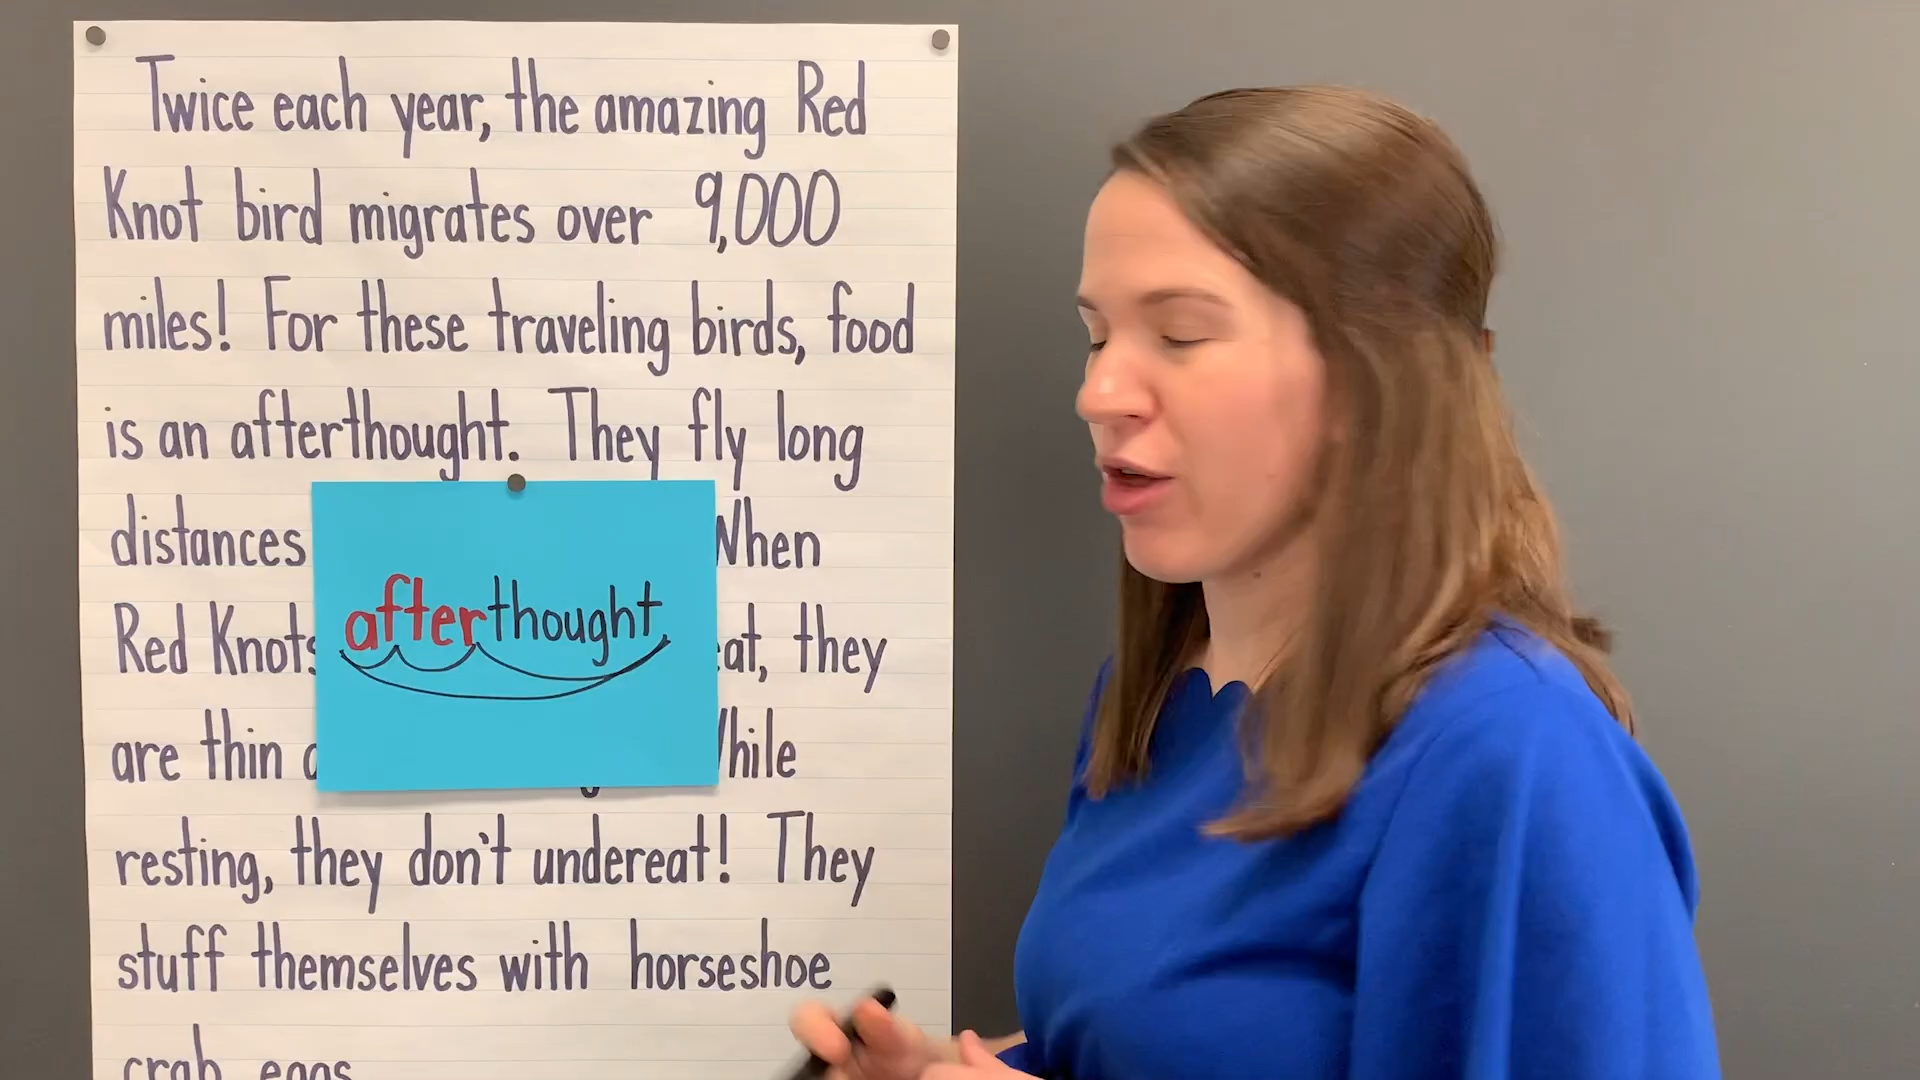 Twice each year, the amazing Red
Knot bird migrates over 9,000
miles! For these traveling birds, food
is an afterthought. They fly long
distances When
Red Knots eat, they
are thin While
resting, they don't undereat! They
stuff themselves with horseshoe
crab eggs
afterthought